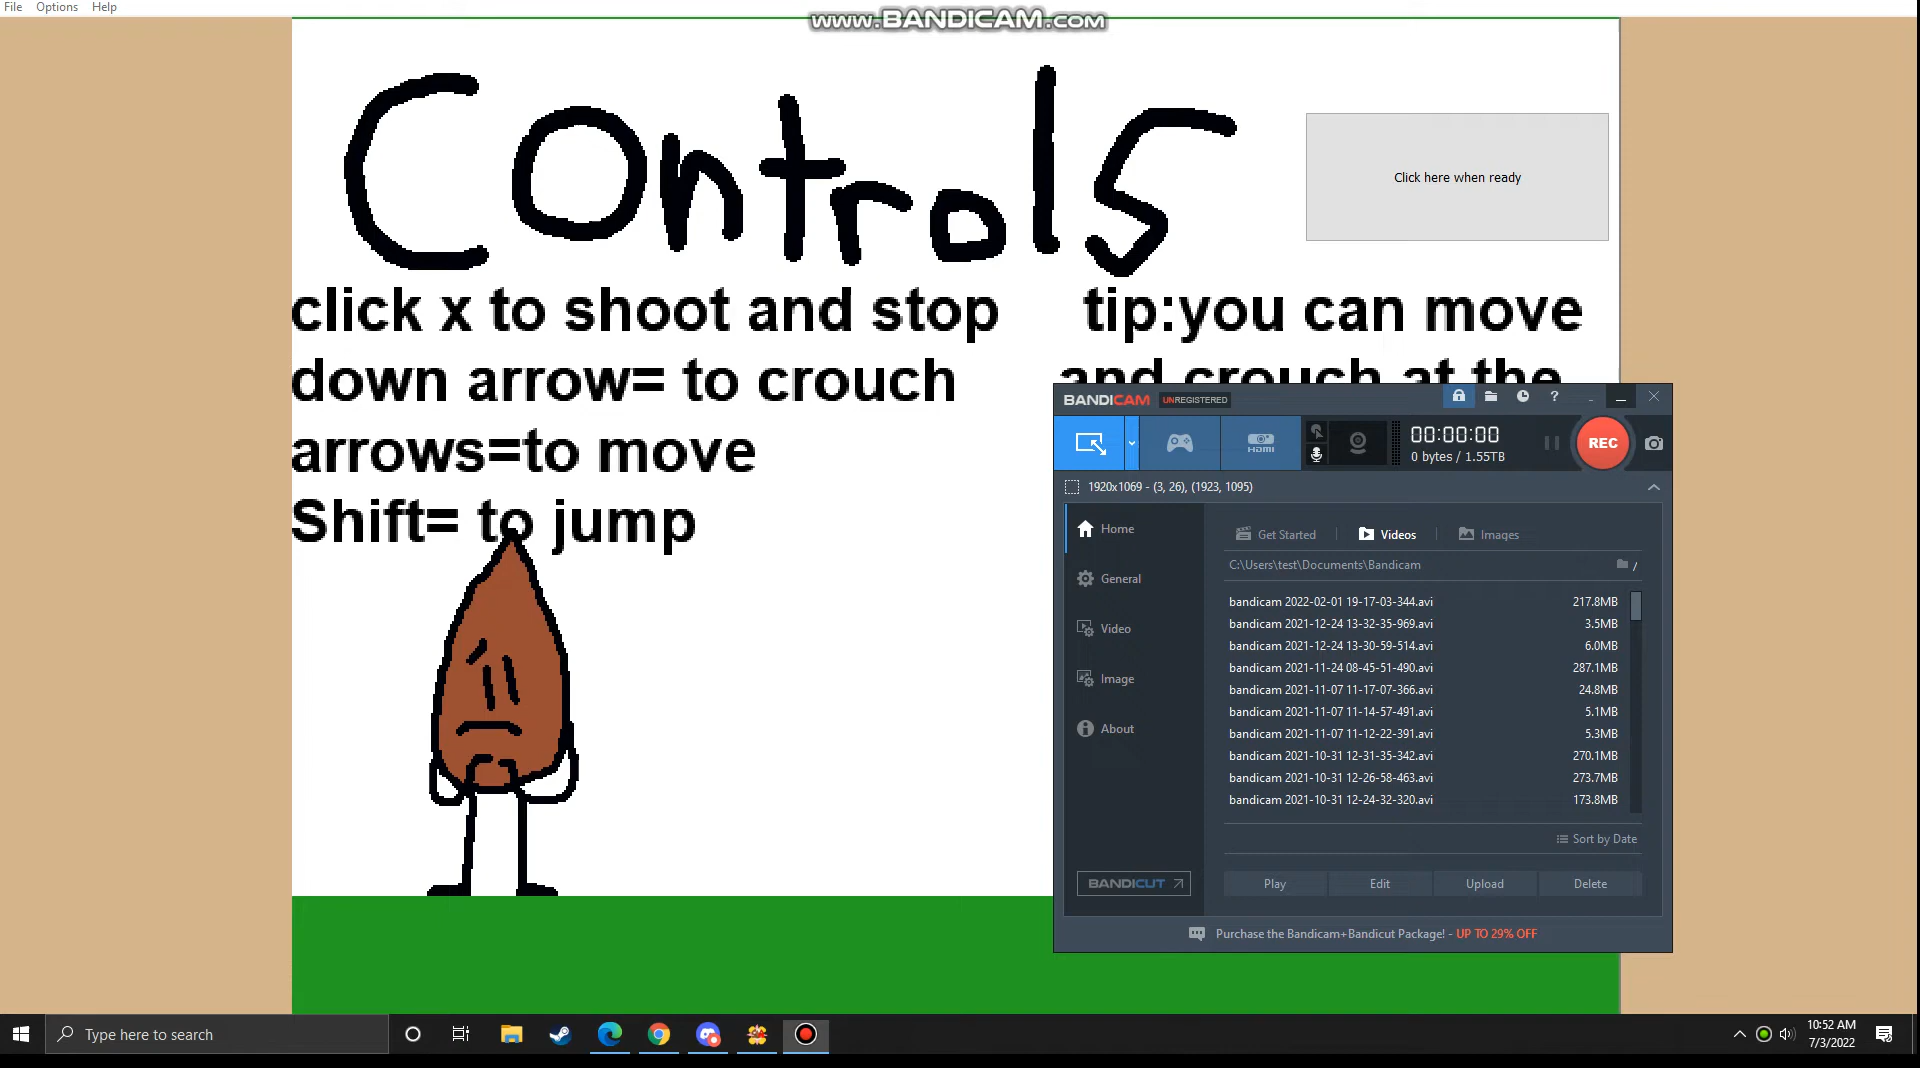 File Options Help
www.BANDICAM.com
Controls
Click here when ready
click x to shoot and stop
down arrow= to crouch
arrows=to move
Shift= to jump
tip:you can move
and crouch at the
BANDICAM UNREGISTERED
?
HDMI
00:00:00
0 bytes / 1.55TB
REC
1920x1069 - (3, 26), (1923, 1095)
Home
General
Video
Image
About
BANDICUT
Get Started
Videos
Images
C:\Users\test\Documents\Bandicam
/
bandicam 2022-02-01 19-17-03-344.avi 217.8MB
bandicam 2021-12-24 13-32-35-969.avi 3.5MB
bandicam 2021-12-24 13-30-59-514.avi 6.0MB
bandicam 2021-11-24 08-45-51-490.avi 287.1MB
bandicam 2021-11-07 11-17-07-366.avi 24.8MB
bandicam 2021-11-07 11-14-57-491.avi 5.1MB
bandicam 2021-11-07 11-12-22-391.avi 5.3MB
bandicam 2021-10-31 12-31-35-342.avi 270.1MB
bandicam 2021-10-31 12-26-58-463.avi 273.7MB
bandicam 2021-10-31 12-24-32-320.avi 173.8MB
Sort by Date
Play Edit Upload Delete
Purchase the Bandicam+Bandicut Package! - UP TO 29% OFF
Type here to search
10:52 AM
7/3/2022